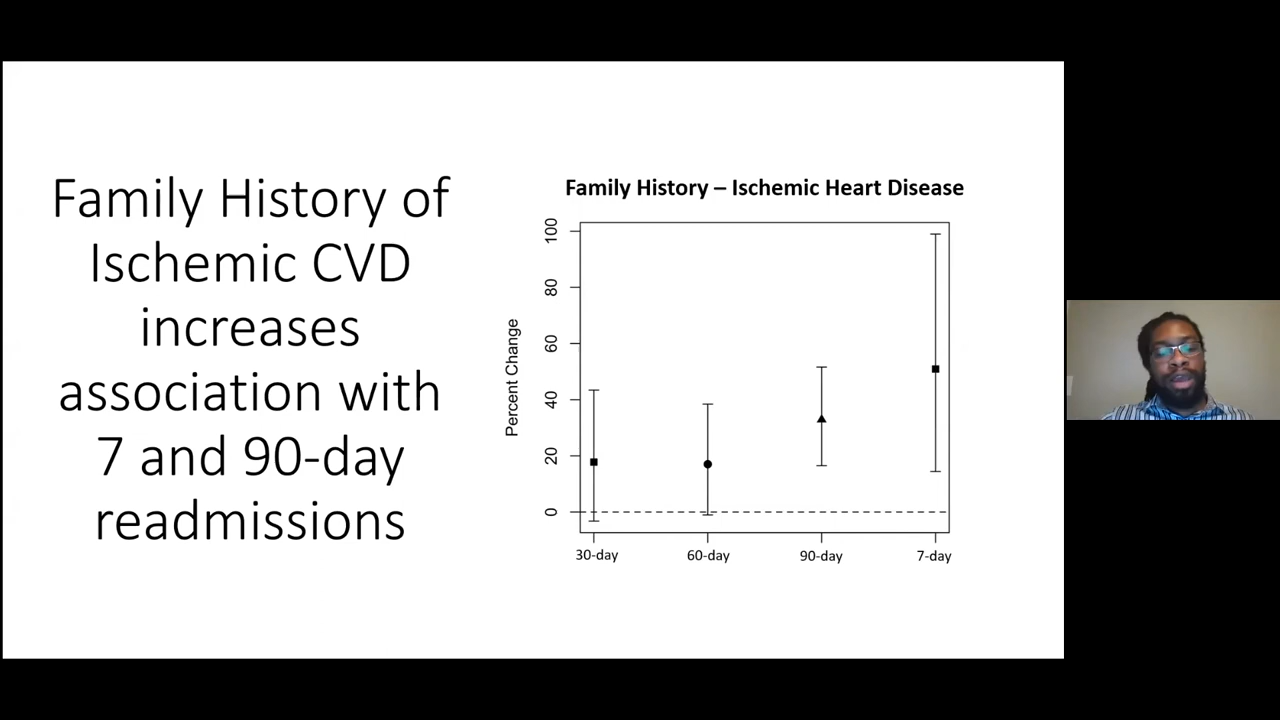 Family History of
Ischemic CVD
increases
association with
7 and 90-day
readmissions
Family History – Ischemic Heart Disease
Percent Change
100
80
60
40
20
0
30-day
60-day
90-day
7-day